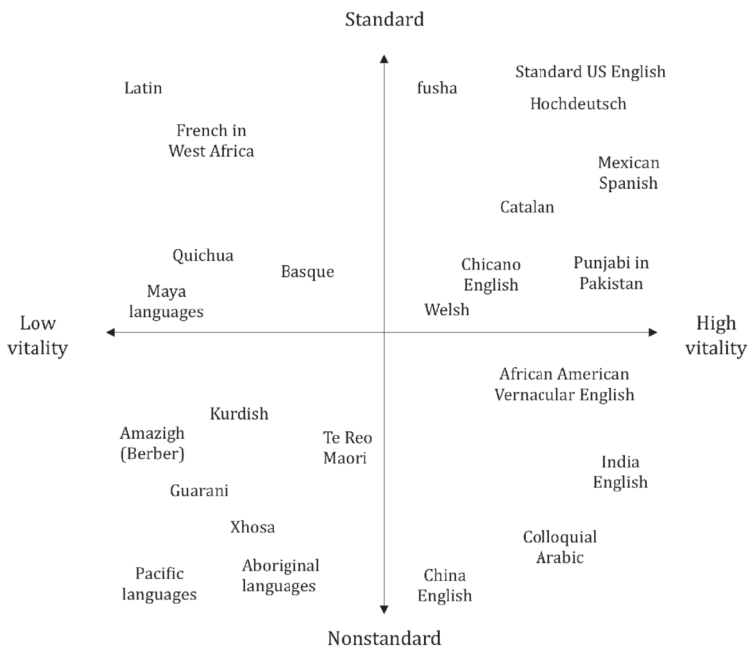 Standard
Standard US English
Latin
fusha
Hochdeutsch
French in
West Africa
Mexican
Spanish
Catalan
Quichua
Basque
Chicano
English
Punjabi in
Pakistan
Maya
languages
Welsh
Low
vitality
High
vitality
African American
Vernacular English
Kurdish
Amazigh
(Berber)
Te Reo
Maori
India
English
Guarani
Xhosa
Colloquial
Arabic
Pacific
languages
Aboriginal
languages
China
English
Nonstandard